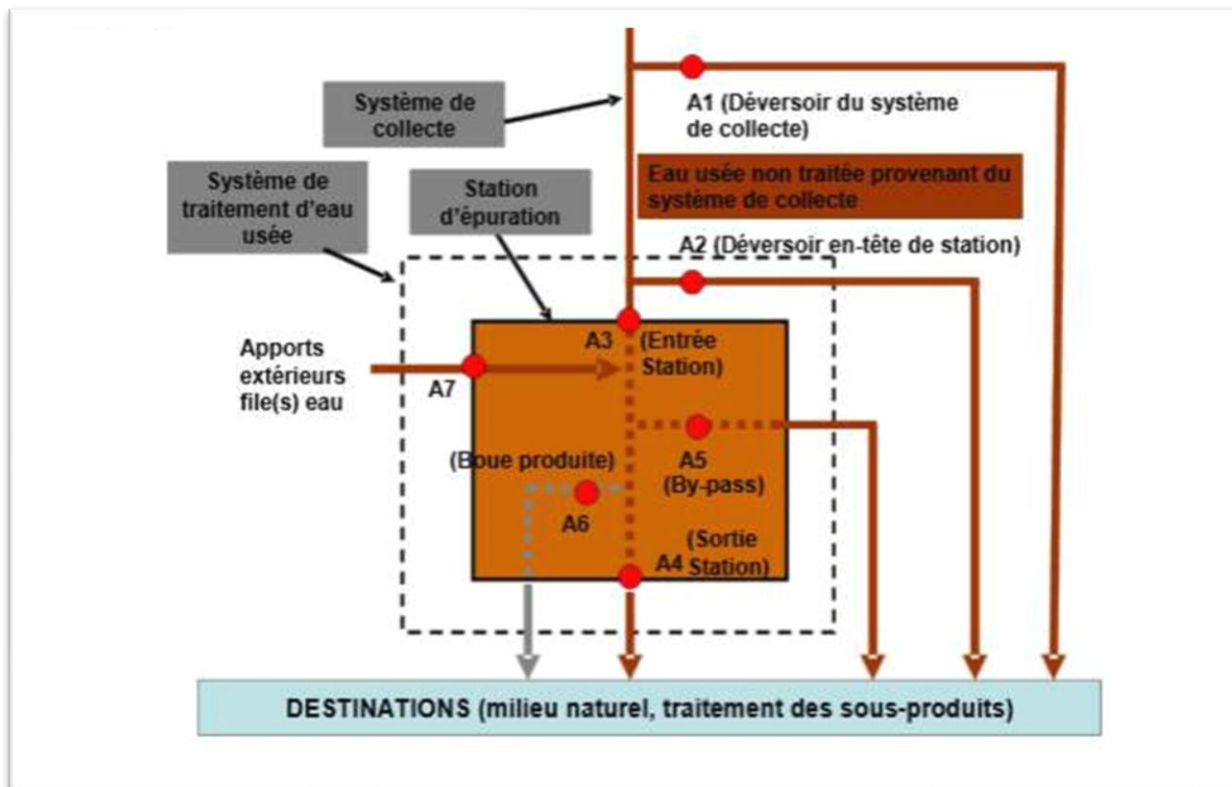 Système de
collecte
A1 (Déversoir du système
de collecte)
Système de
traitement d'eau
usée
Station
d'épuration
Eau usée non traitée provenant du
système de collecte
A2 (Déversoir en-tête de station)
A3 (Entrée
Station)
Apports
extérieurs
file(s) eau
A7
(Boue produite)
A5
(By-pass)
A6
(Sortie
A4 Station)
DESTINATIONS (milieu naturel, traitement des sous-produits)